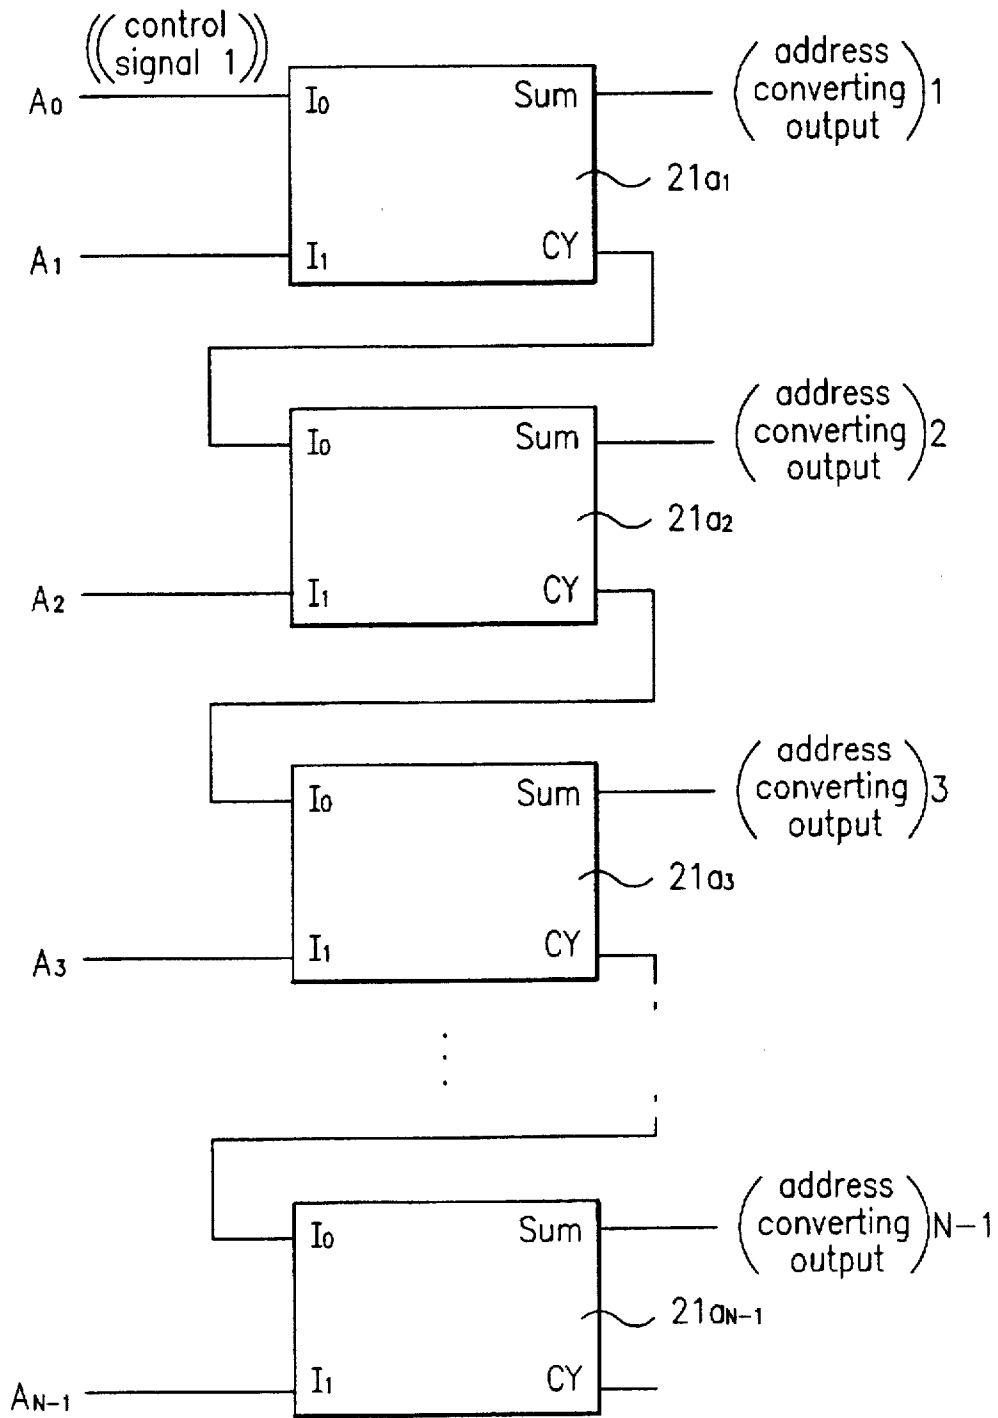 ((control
signal 1))
A0
I0
Sum
(address
converting
output)1
21a1
A1
I1
CY
I0
Sum
(address
converting
output)2
21a2
A2
I1
CY
I0
Sum
(address
converting
output)3
21a3
A3
I1
CY
I0
Sum
(address
converting
output)N-1
21aN-1
AN-1
I1
CY